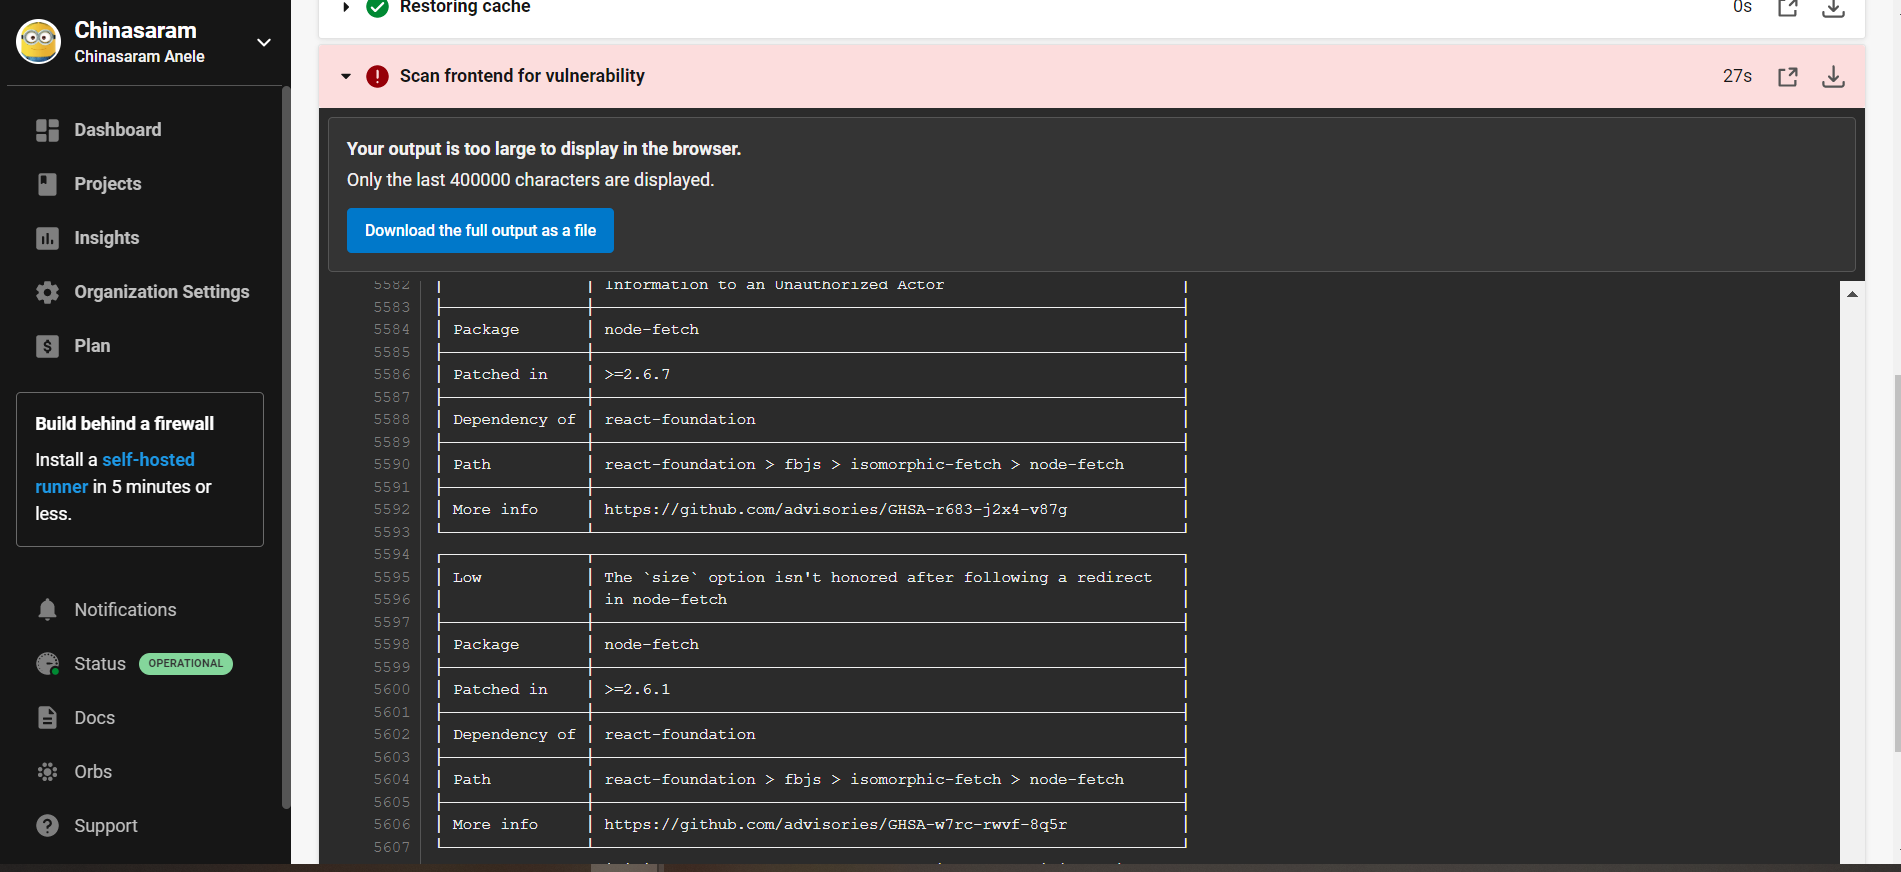 Chinasaram
Chinasaram Anele
Dashboard
Projects
Insights
Organization Settings
Plan
Build behind a firewall
Install a self-hosted
runner in 5 minutes or
less.
Notifications
Status OPERATIONAL
Docs
Orbs
Support
Restoring cache 0s
Scan frontend for vulnerability 27s
Your output is too large to display in the browser.
Only the last 400000 characters are displayed.
Download the full output as a file
5582 Information to an Unauthorized Actor
5583
5584 Package node-fetch
5585
5586 Patched in >=2.6.7
5587
5588 Dependency of react-foundation
5589
5590 Path react-foundation > fbjs > isomorphic-fetch > node-fetch
5591
5592 More info https://github.com/advisories/GHSA-r683-j2x4-v87g
5593
5594
5595 Low The `size` option isn't honored after following a redirect
5596 in node-fetch
5597
5598 Package node-fetch
5599
5600 Patched in >=2.6.1
5601
5602 Dependency of react-foundation
5603
5604 Path react-foundation > fbjs > isomorphic-fetch > node-fetch
5605
5606 More info https://github.com/advisories/GHSA-w7rc-rwvf-8q5r
5607